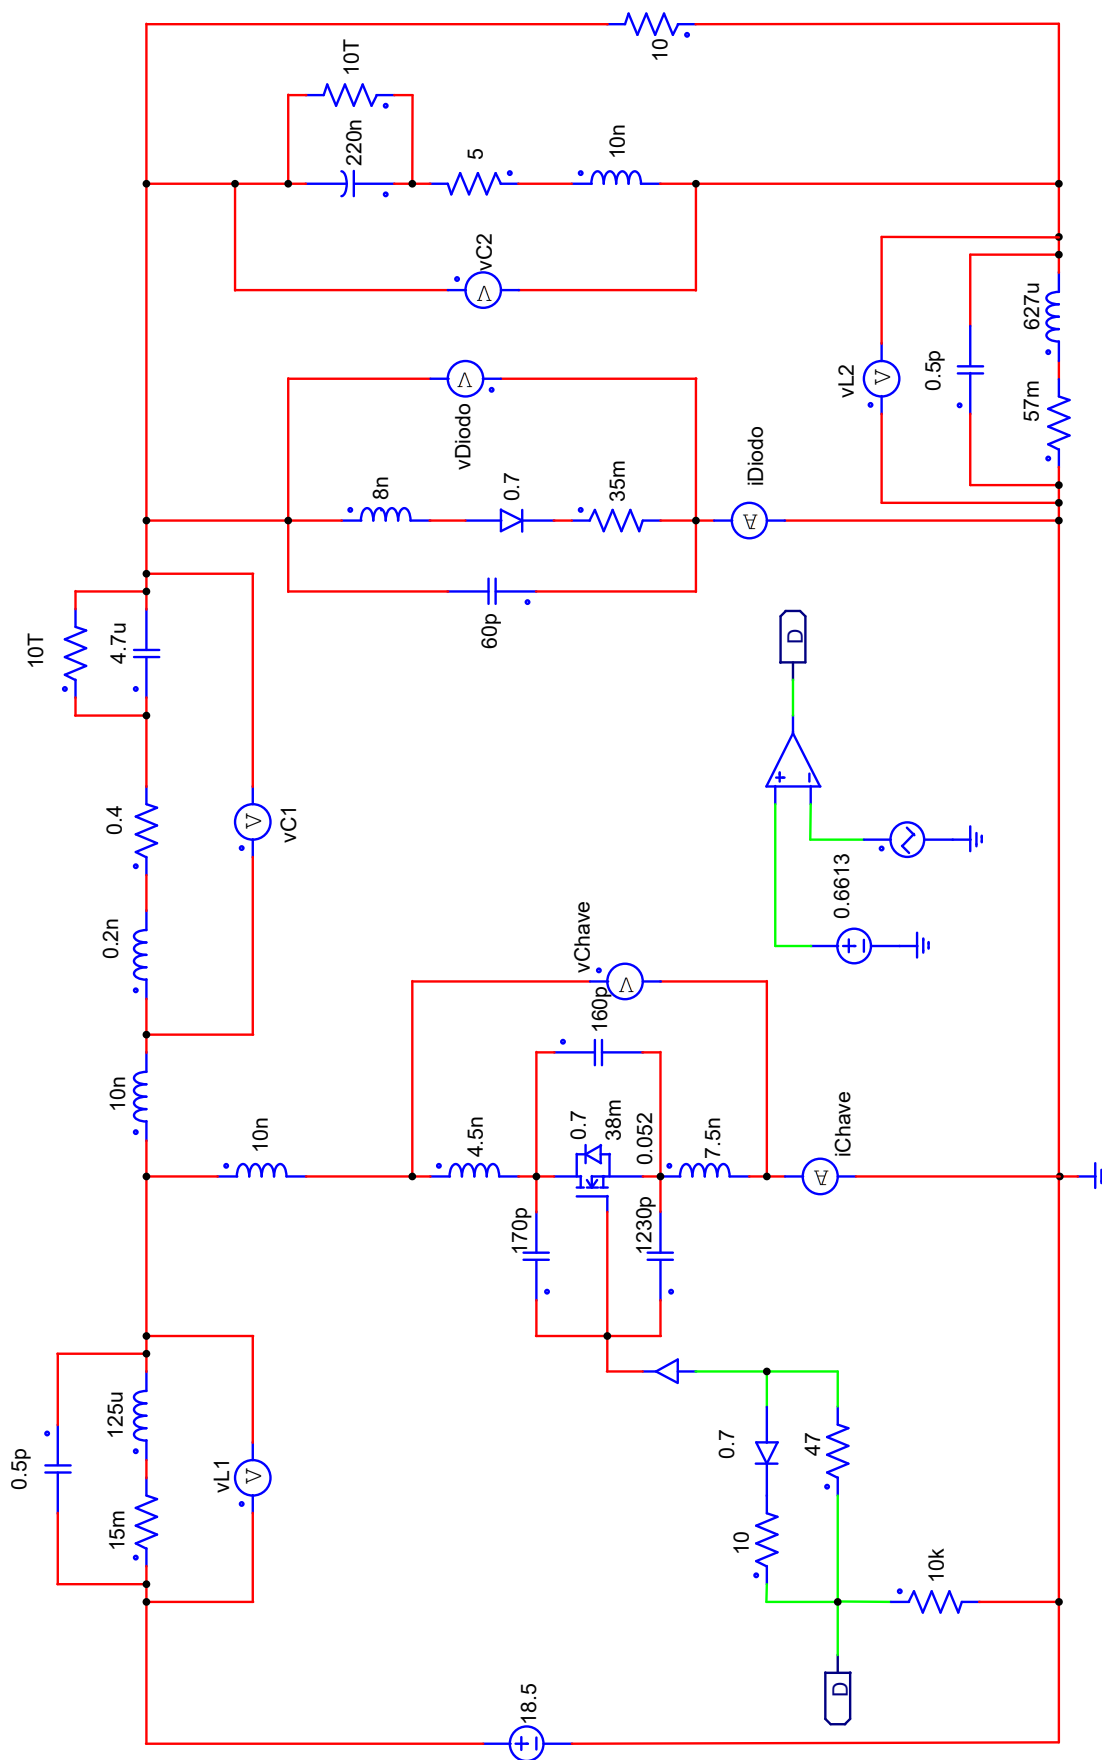 18.5
0.5p
15m
125u
vL1
10n
10n
0.2n
0.4
10T
4.7u
vC1
4.5n
170p
0.7
38m
0.052
160p
vChave
1230p
7.5n
iChave
D
10
0.7
47
10k
0.6613
D
8n
0.7
35m
60p
vDiodo
iDiodo
10T
220n
5
10n
vC2
vL2
0.5p
57m
627u
10
V
V
V
V
V
V
A
A